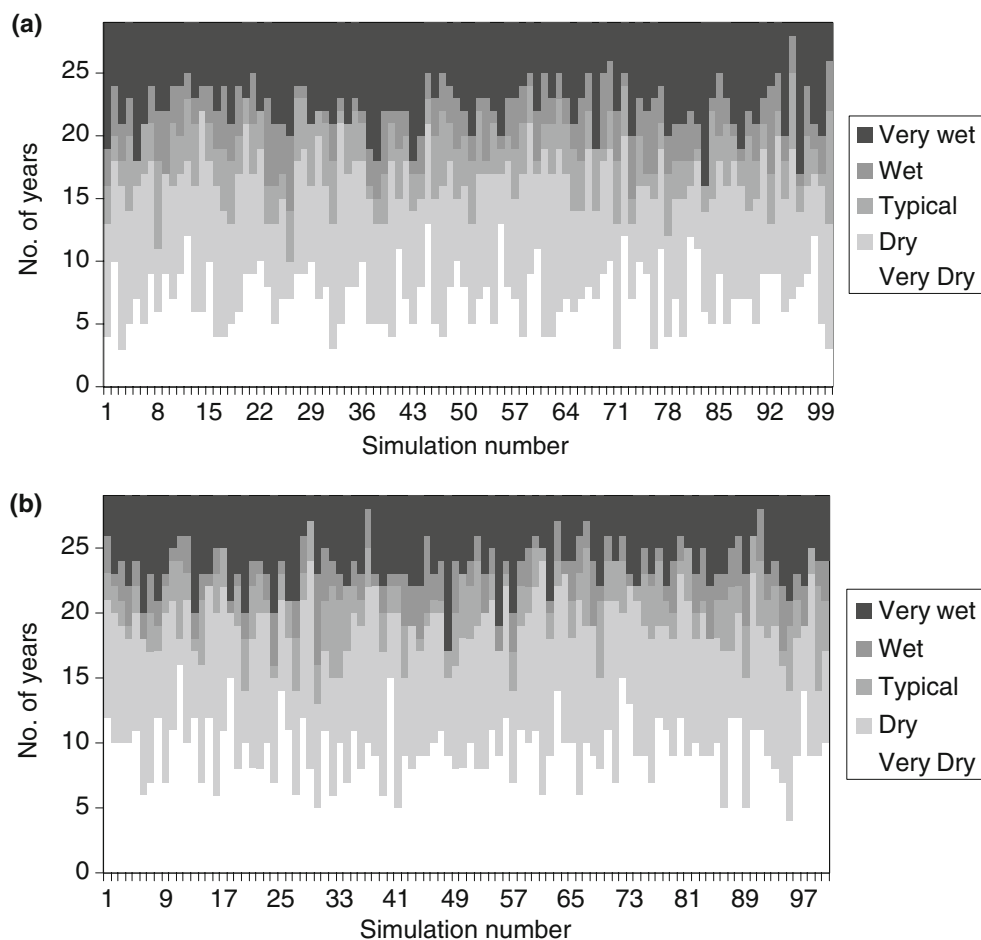 (a)
No. of years
25
20
15
10
5
0
1 8 15 22 29 36 43 50 57 64 71 78 85 92 99
Simulation number
Very wet
Wet
Typical
Dry
Very Dry
(b)
No. of years
25
20
15
10
5
0
1 9 17 25 33 41 49 57 65 73 81 89 97
Simulation number
Very wet
Wet
Typical
Dry
Very Dry